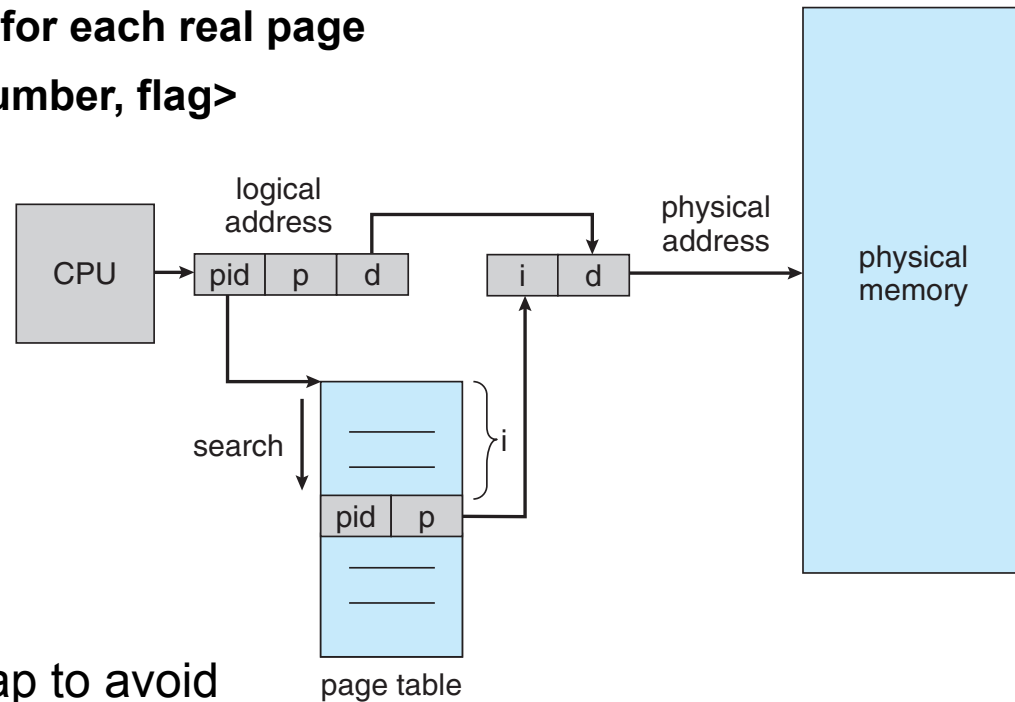 for each real page
umber, flag>
logical
address
physical
address
CPU
pid p d
i d
physical
memory
search
i
pid p
ap to avoid
page table